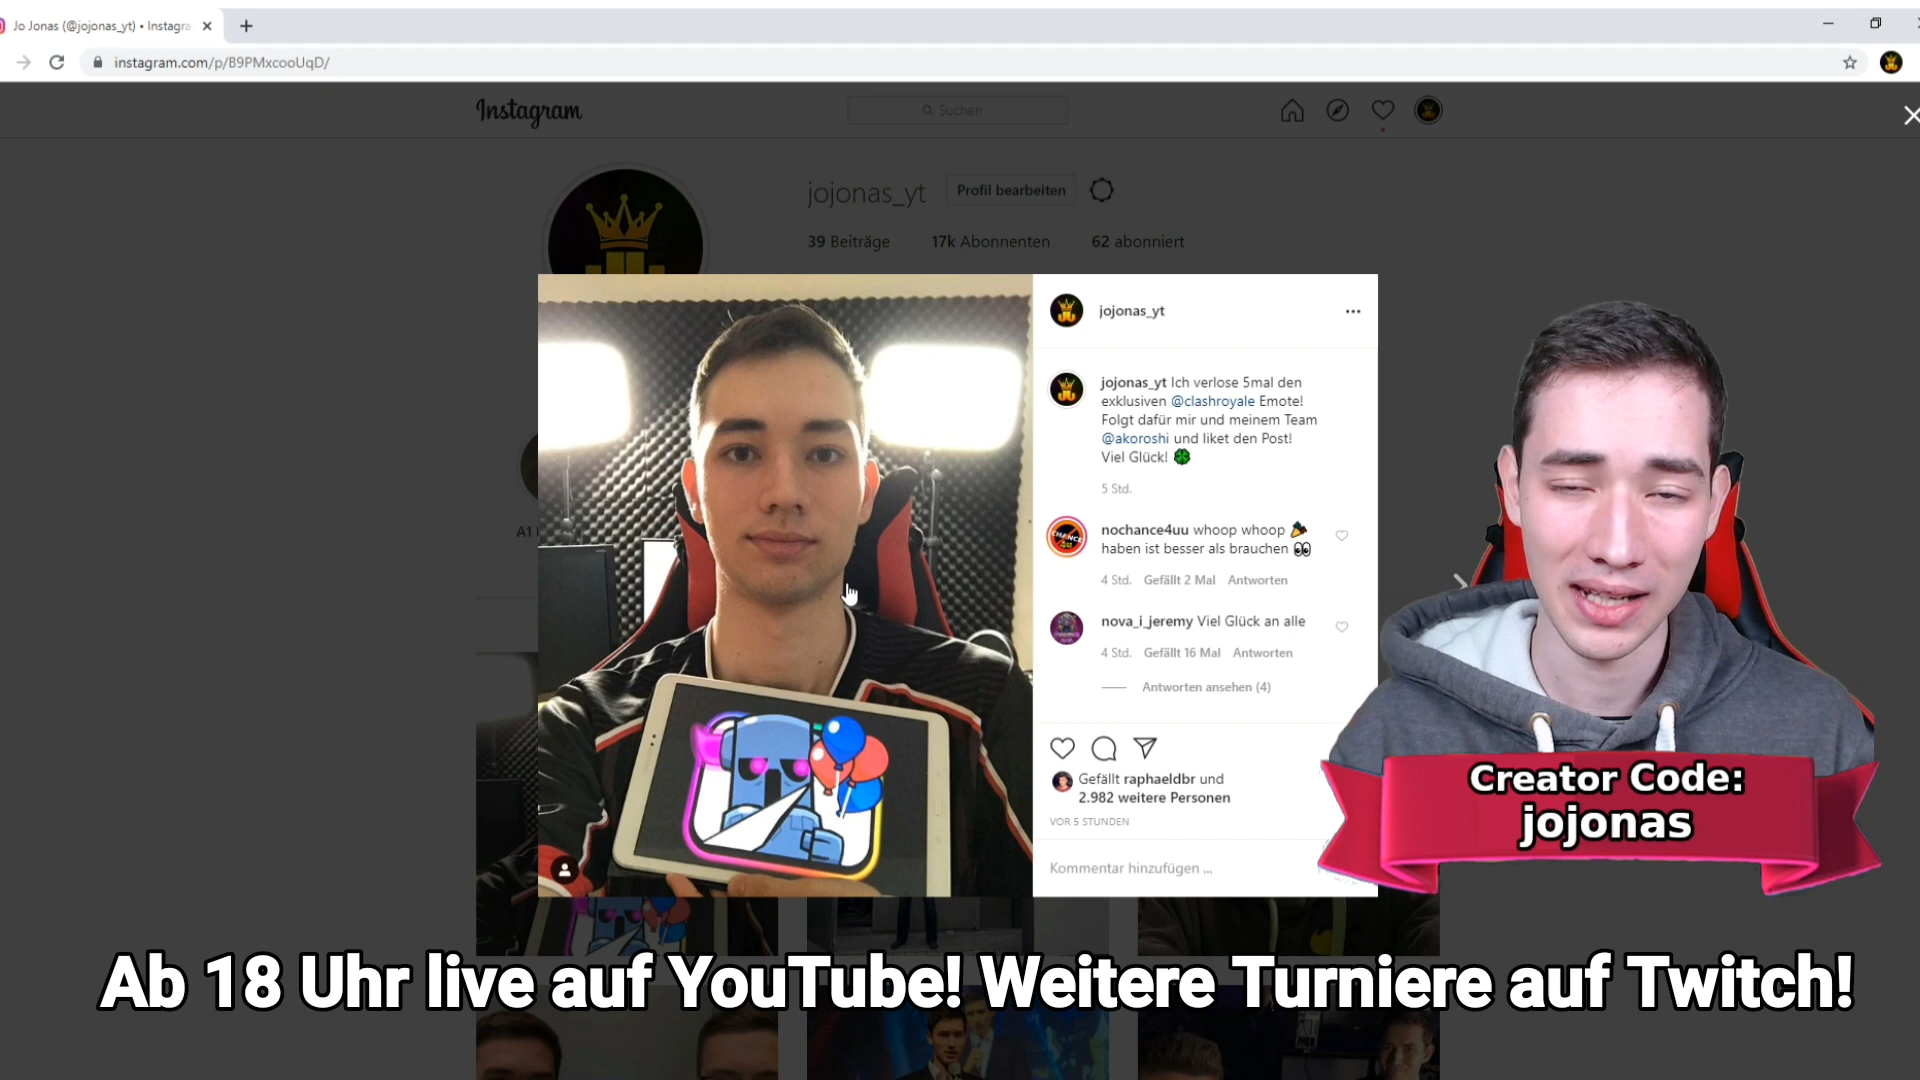 Jo Jonas (@jojonas_yt) • Instagra
instagram.com/p/B9PMxcooUqD/
Instagram
Suchen
jojonas_yt Profil bearbeiten
39 Beiträge 17k Abonnenten 62 abonniert
A1
jojonas_yt
jojonas_yt Ich verlose 5mal den
exklusiven @clashroyale Emote!
Folgt dafür mir und meinem Team
@akoroshi und liket den Post!
Viel Glück! 🍀
5 Std.
CHANCE
nochance4uu whoop whoop 🎉
haben ist besser als brauchen 👀
4 Std. Gefällt 2 Mal Antworten
nova_i_jeremy Viel Glück an alle
4 Std. Gefällt 16 Mal Antworten
Antworten ansehen (4)
Gefällt raphaeldbr und
2.982 weitere Personen
VOR 5 STUNDEN
Kommentar hinzufügen ...
Creator Code:
jojonas
Ab 18 Uhr live auf YouTube! Weitere Turniere auf Twitch!